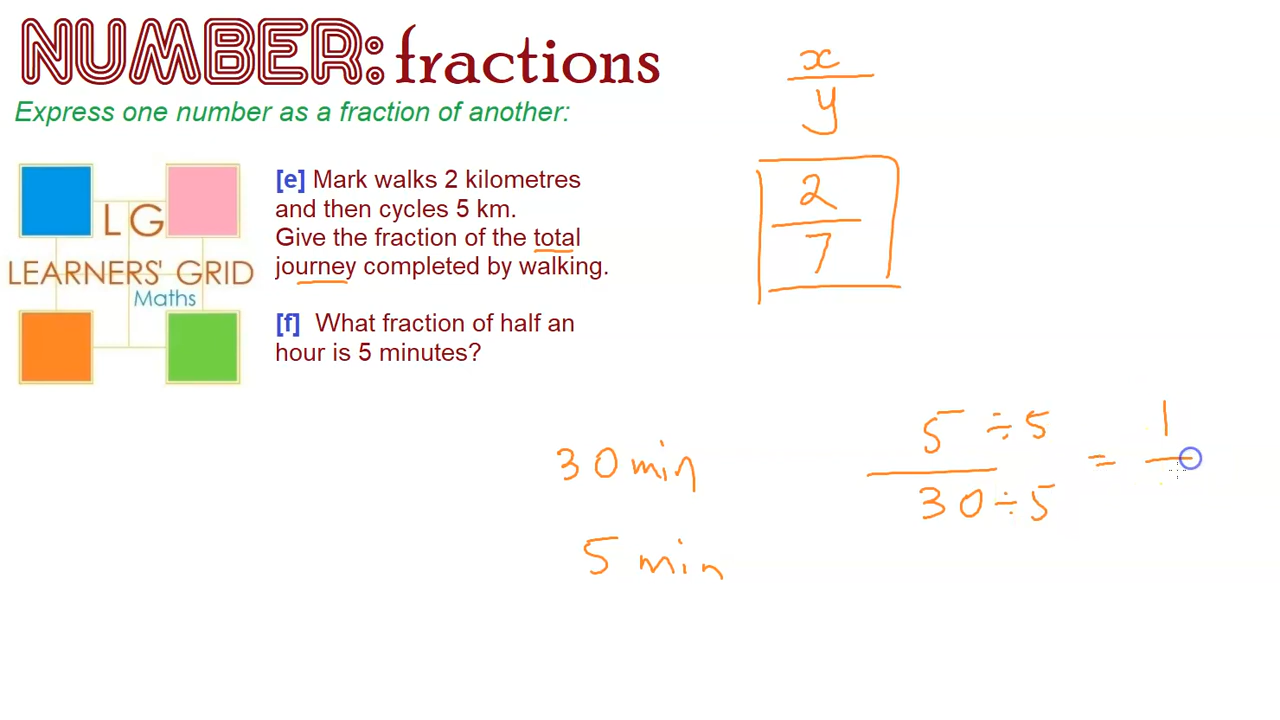 NUMBER: fractions
Express one number as a fraction of another:
LG
LEARNERS' GRID
Maths
[e] Mark walks 2 kilometres
and then cycles 5 km.
Give the fraction of the total
journey completed by walking.
[f] What fraction of half an
hour is 5 minutes?
x
y
2
7
30 min
5 min
5 ÷ 5
30 ÷ 5
= 1